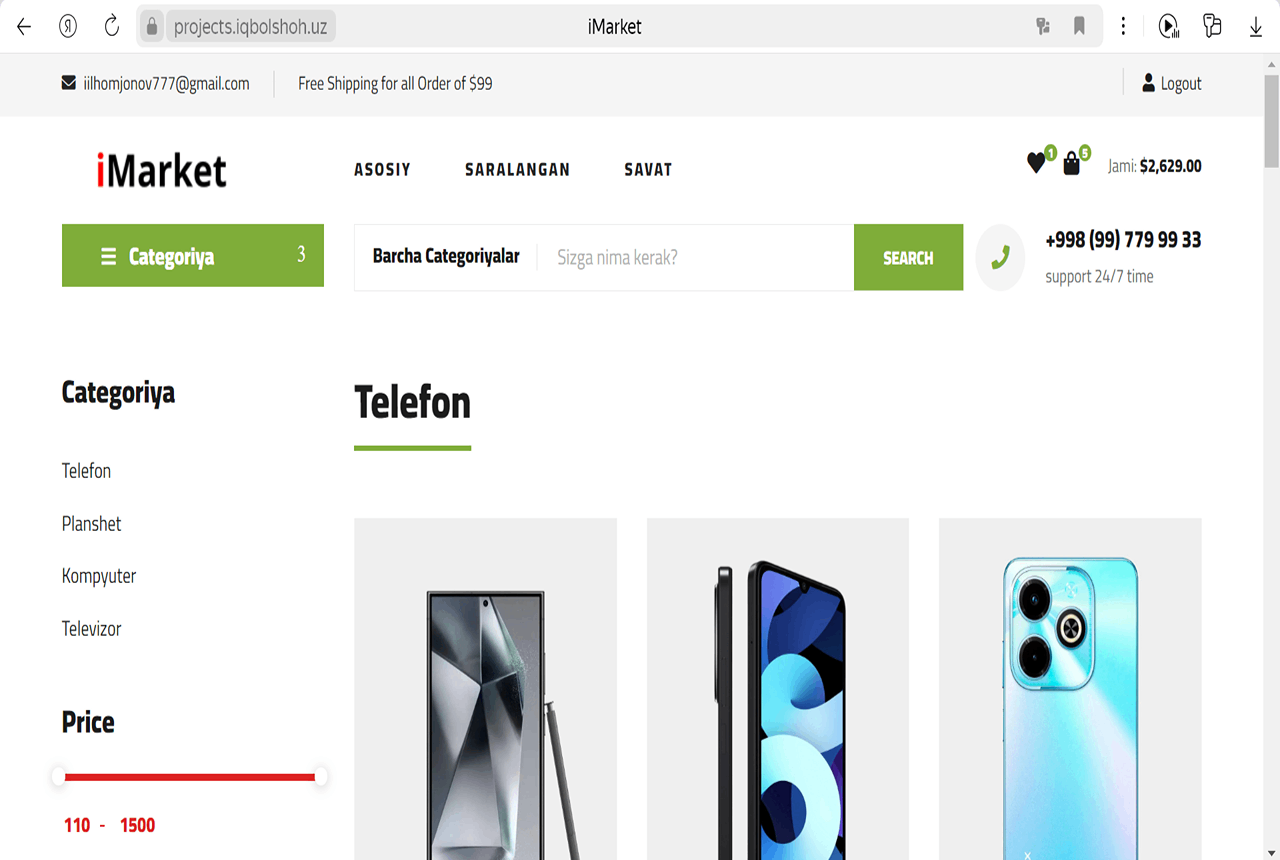 projects.iqbolshoh.uz
iMarket
iilhomjonov777@gmail.com
Free Shipping for all Order of $99
Logout
iMarket
ASOSIY
SARALANGAN
SAVAT
1
5
Jami: $2,629.00
Categoriya
3
Barcha Categoriyalar
Sizga nima kerak?
SEARCH
+998 (99) 779 99 33
support 24/7 time
Categoriya
Telefon
Planshet
Kompyuter
Televizor
Price
110 - 1500
Telefon